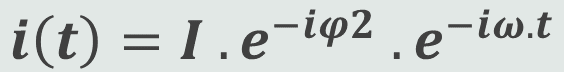 i(t) = I . e^{-iφ2} . e^{-iω.t}